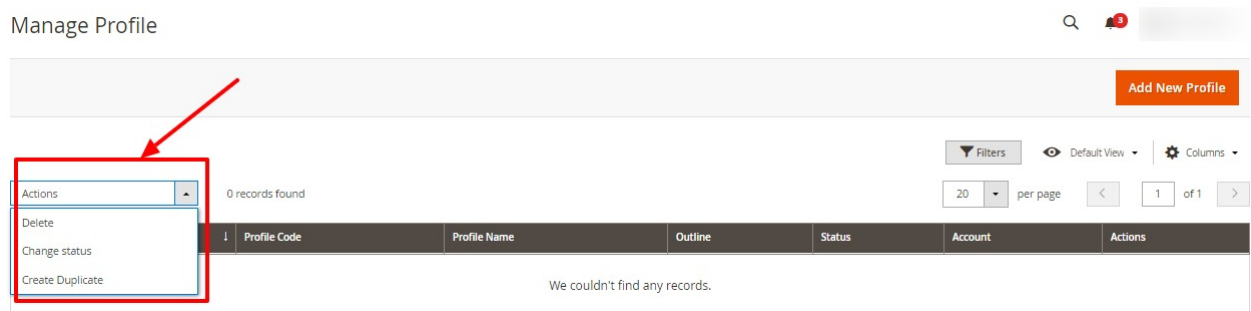 Manage Profile
3
Add New Profile
Filters Default View Columns
Actions 0 records found 20 per page 1 of 1
Delete
Change status
Create Duplicate
Profile Code Profile Name Outline Status Account Actions
We couldn't find any records.